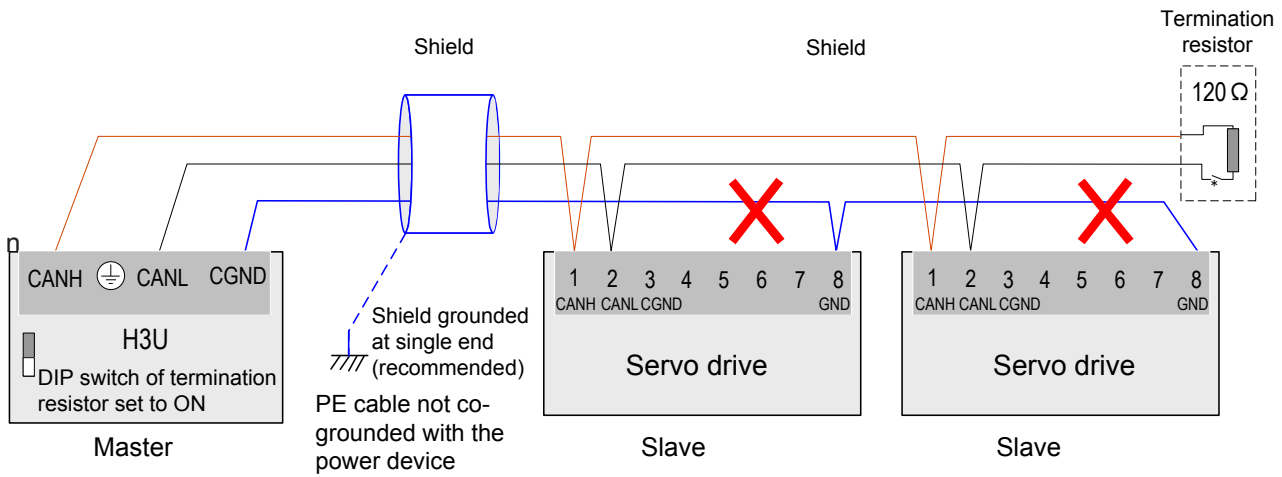 Termination
resistor
Shield
Shield
120 Ω
*
n
CANH CANL CGND
H3U
DIP switch of termination
resistor set to ON
Master
Shield grounded
at single end
(recommended)
PE cable not co-
grounded with the
power device
1 2 3 4 5 6 7 8
CANH CANL CGND GND
Servo drive
Slave
1 2 3 4 5 6 7 8
CANH CANL CGND GND
Servo drive
Slave